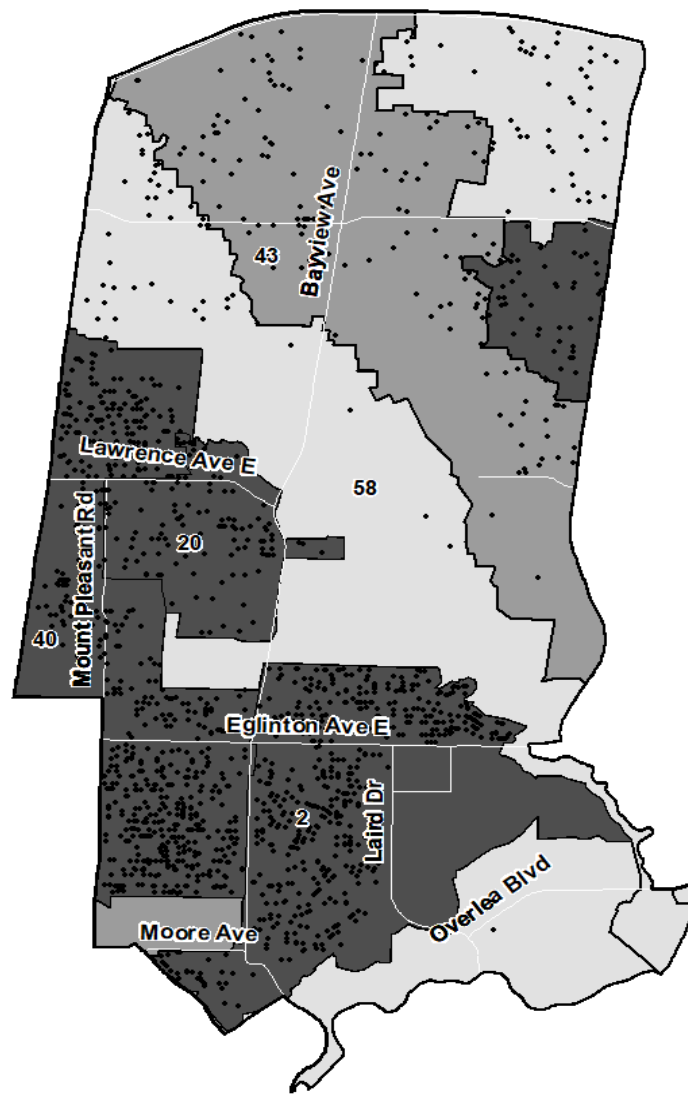 Bayview Ave
43
Lawrence Ave E
58
Mount Pleasant Rd
20
40
Eglinton Ave E
Laird Dr
2
Overlea Blvd
Moore Ave